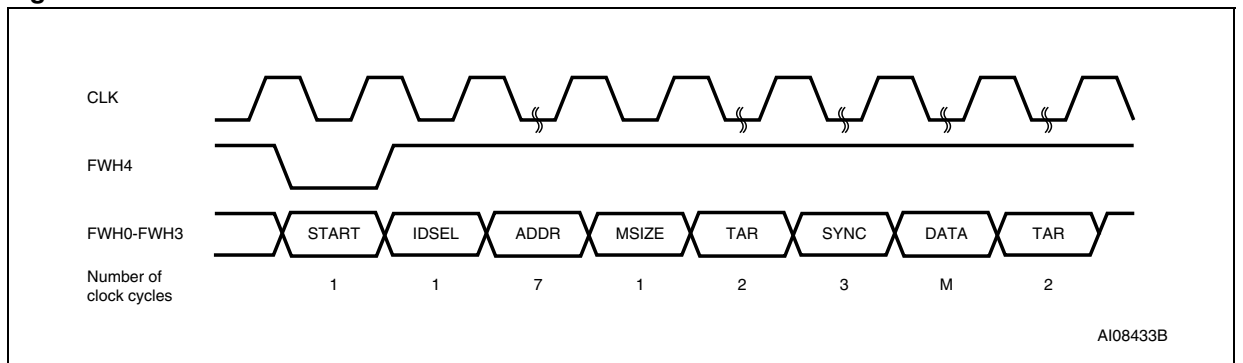 CLK
FWH4
FWH0-FWH3 START IDSEL ADDR MSIZE TAR SYNC DATA TAR
Number of
clock cycles 1 1 7 1 2 3 M 2
AI08433B